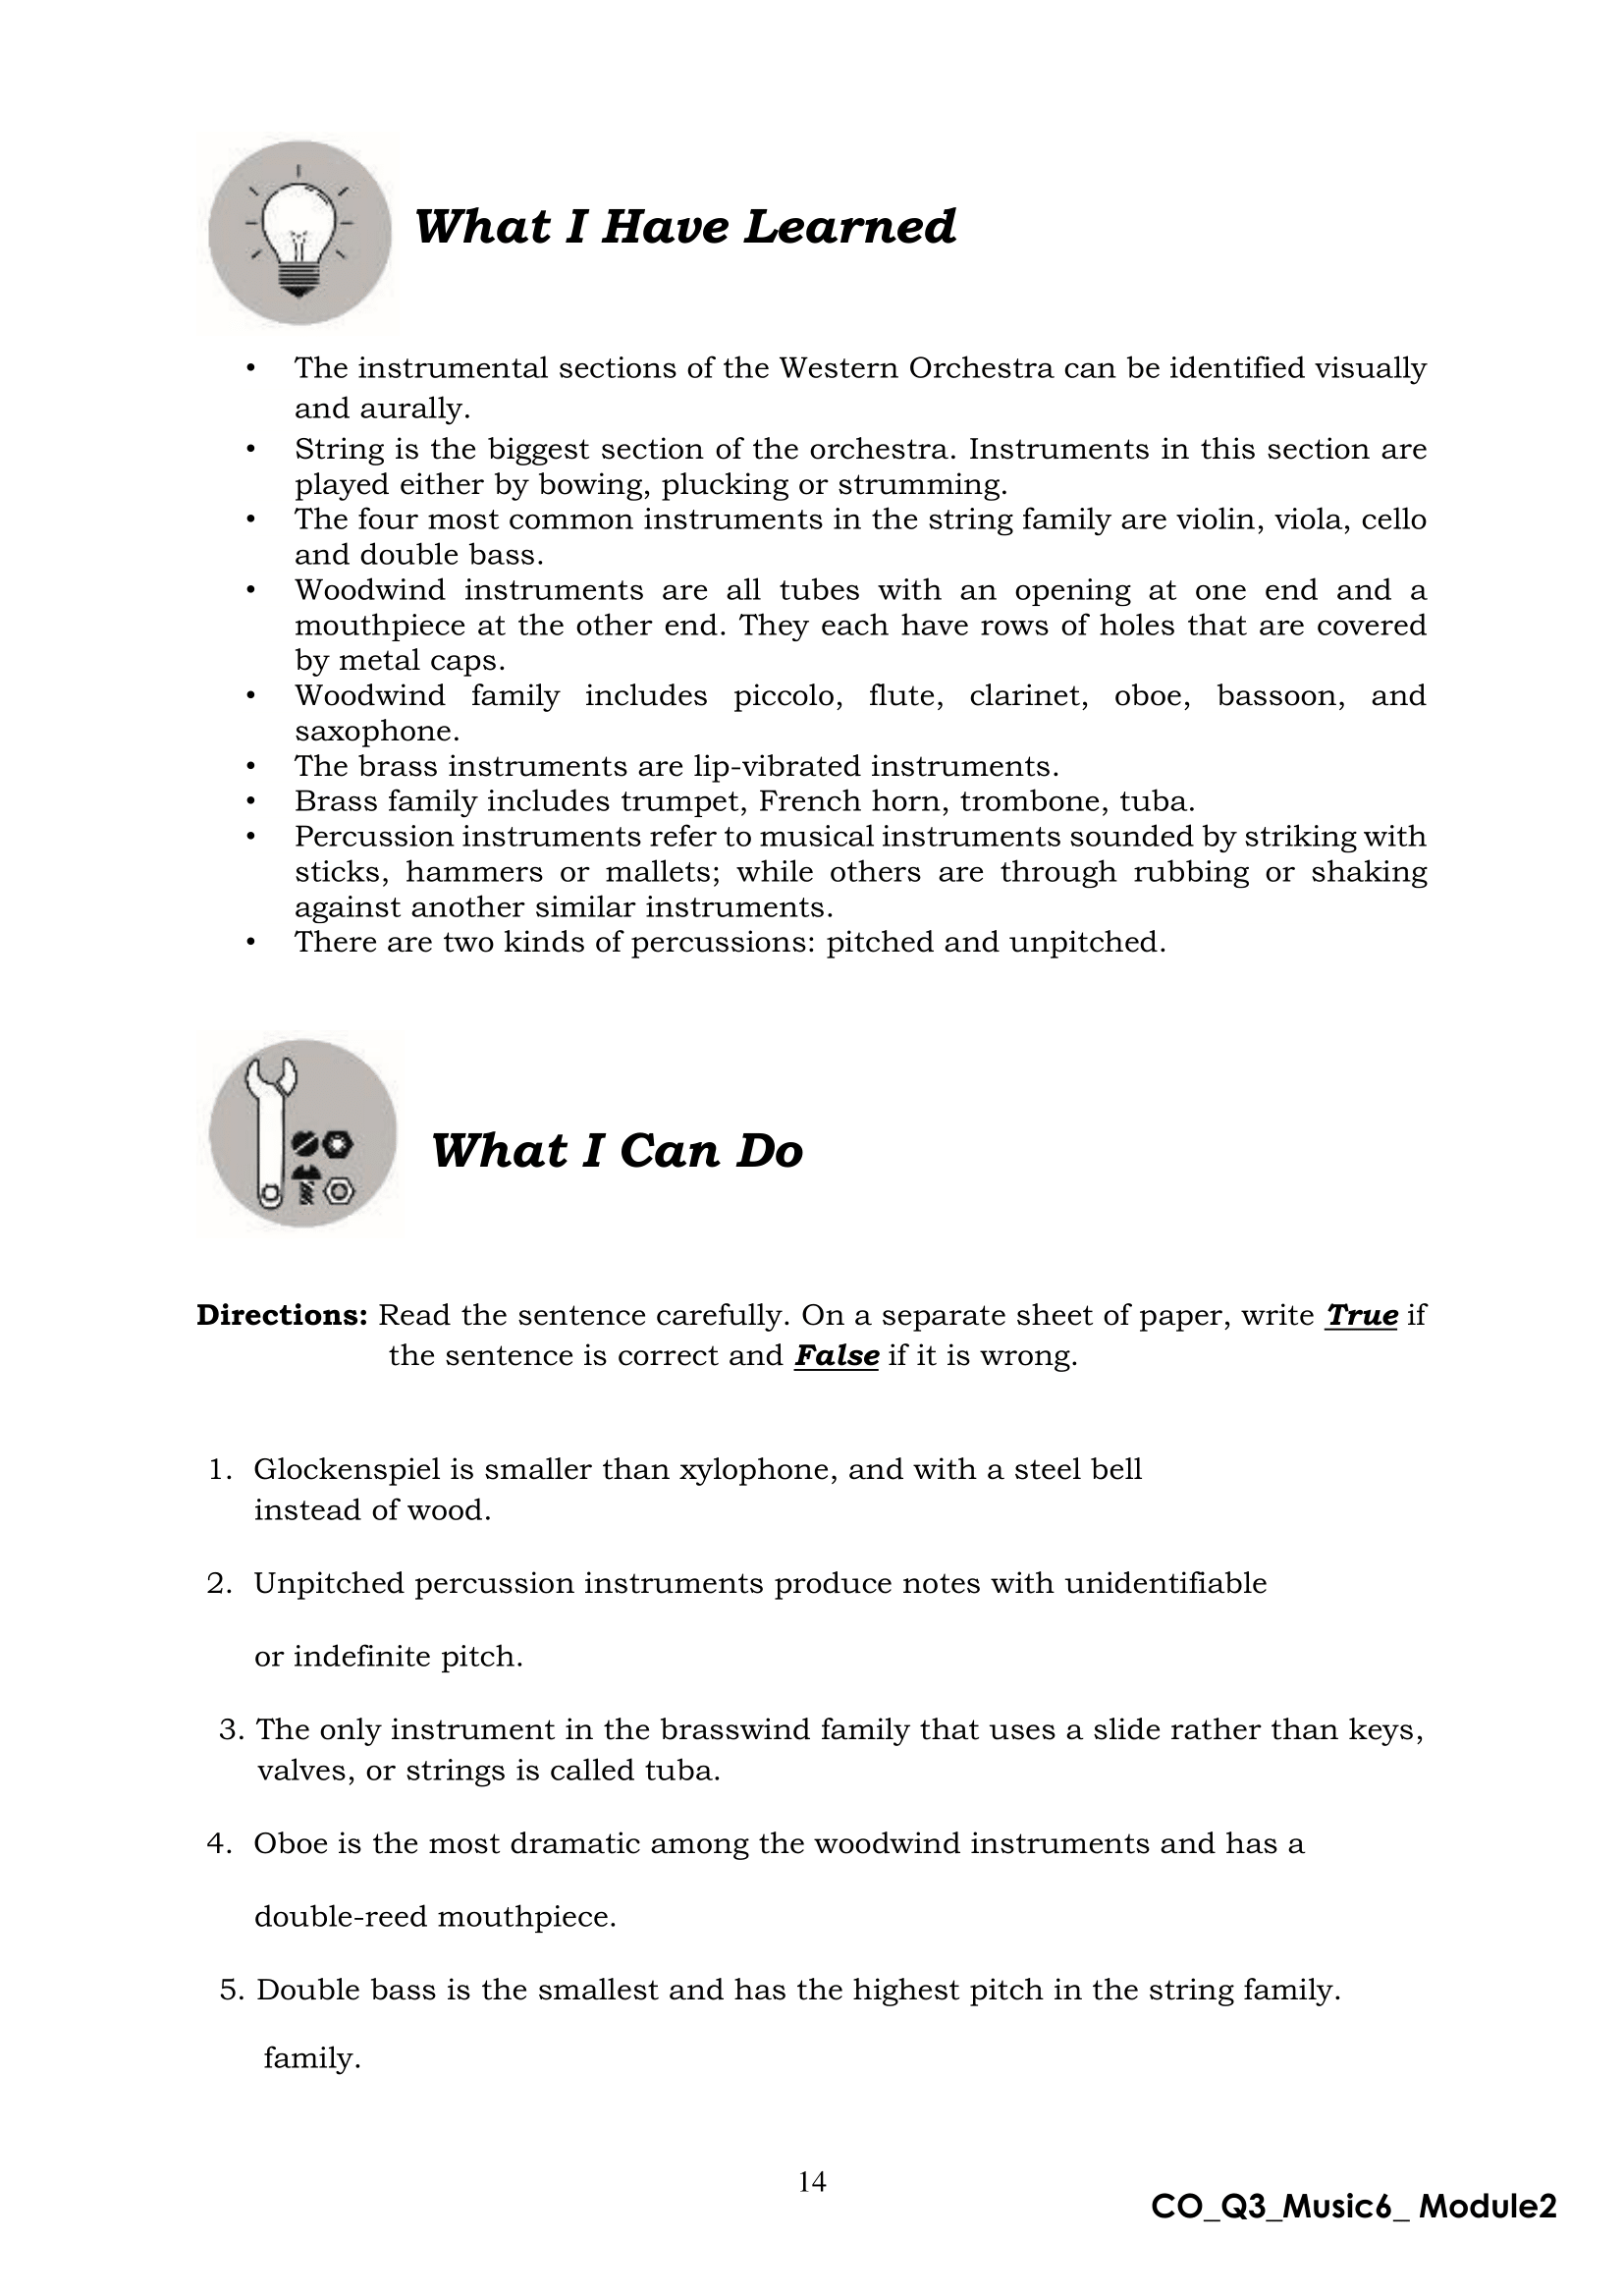 What I Have Learned
• The instrumental sections of the Western Orchestra can be identified visually
and aurally.
• String is the biggest section of the orchestra. Instruments in this section are
played either by bowing, plucking or strumming.
• The four most common instruments in the string family are violin, viola, cello
and double bass.
• Woodwind instruments are all tubes with an opening at one end and a
mouthpiece at the other end. They each have rows of holes that are covered
by metal caps.
• Woodwind family includes piccolo, flute, clarinet, oboe, bassoon, and
saxophone.
• The brass instruments are lip-vibrated instruments.
• Brass family includes trumpet, French horn, trombone, tuba.
• Percussion instruments refer to musical instruments sounded by striking with
sticks, hammers or mallets; while others are through rubbing or shaking
against another similar instruments.
• There are two kinds of percussions: pitched and unpitched.
What I Can Do
Directions: Read the sentence carefully. On a separate sheet of paper, write True if
the sentence is correct and False if it is wrong.
1. Glockenspiel is smaller than xylophone, and with a steel bell
instead of wood.
2. Unpitched percussion instruments produce notes with unidentifiable
or indefinite pitch.
3. The only instrument in the brasswind family that uses a slide rather than keys,
valves, or strings is called tuba.
4. Oboe is the most dramatic among the woodwind instruments and has a
double-reed mouthpiece.
5. Double bass is the smallest and has the highest pitch in the string family.
family.
14
CO_Q3_Music6_ Module2